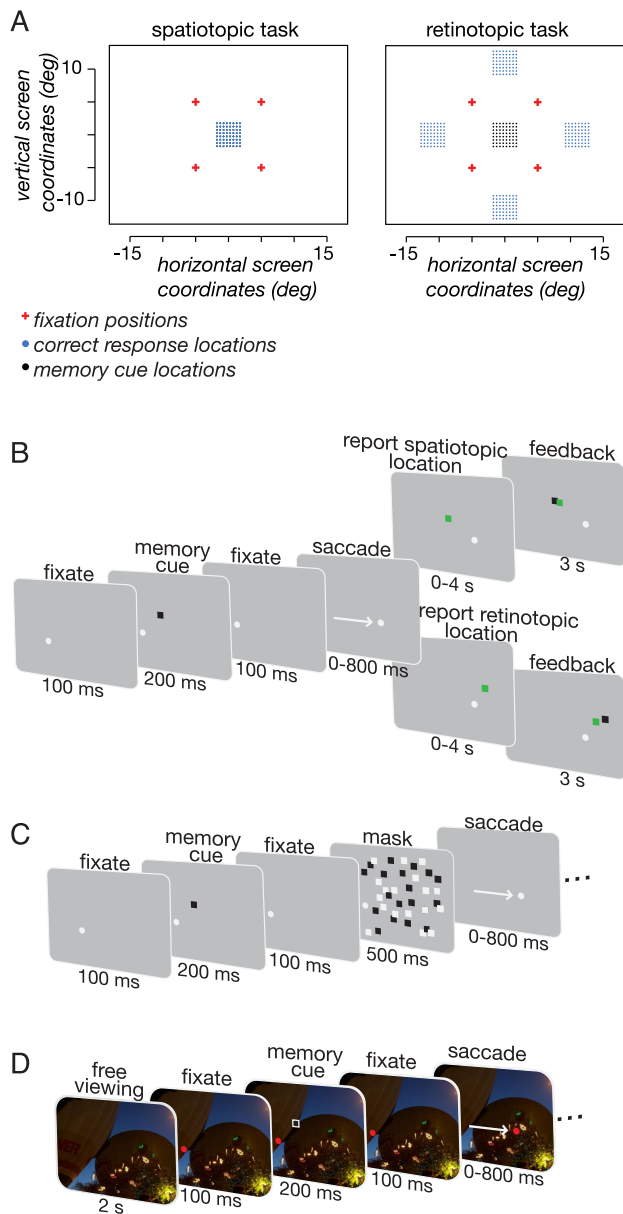 A
spatiotopic task
retinotopic task
10
-10
vertical screen
coordinates (deg)
-15
15
-15
15
horizontal screen
coordinates (deg)
horizontal screen
coordinates (deg)
fixation positions
correct response locations
memory cue locations
B
report spatiotopic
location
feedback
fixate
memory
cue
fixate
saccade
0-4 s
3 s
100 ms
200 ms
100 ms
0-800 ms
report retinotopic
location
feedback
0-4 s
3 s
C
fixate
memory
cue
fixate
mask
saccade
...
100 ms
200 ms
100 ms
500 ms
0-800 ms
D
free
viewing
fixate
memory
cue
fixate
saccade
...
2 s
100 ms
200 ms
100 ms
0-800 ms